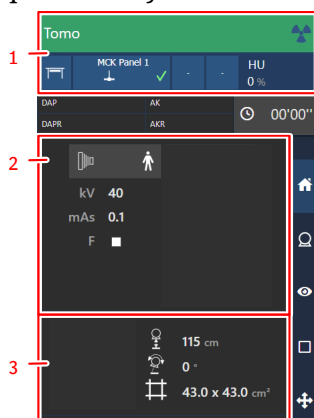 Tomo
1
MCK Panel 1
- -
HU
0 %
DAP AK
DAPR AKR
00'00"
2
kV 40
mAs 0.1
F
3
115 cm
0 °
43.0 x 43.0 cm²